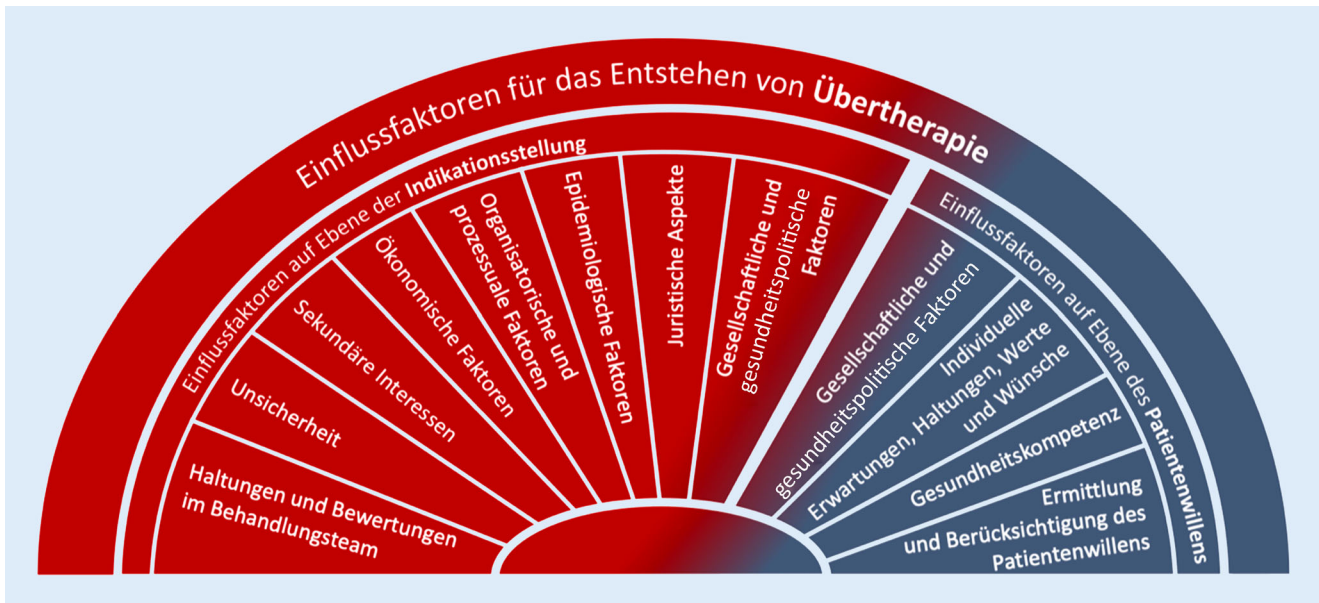 Einflussfaktoren für das Entstehen von Übertherapie
Einflussfaktoren auf Ebene der Indikationsstellung
Haltungen und Bewertungen
im Behandlungsteam
Unsicherheit
Sekundäre Interessen
Ökonomische Faktoren
Organisatorische und
prozessuale Faktoren
Epidemiologische Faktoren
Juristische Aspekte
Gesellschaftliche und
gesundheitspolitische
Faktoren
Einflussfaktoren auf Ebene des Patientenwillens
Gesellschaftliche und
gesundheitspolitische Faktoren
Individuelle
Erwartungen, Haltungen, Werte
und Wünsche
Gesundheitskompetenz
Ermittlung
und Berücksichtigung des
Patientenwillens